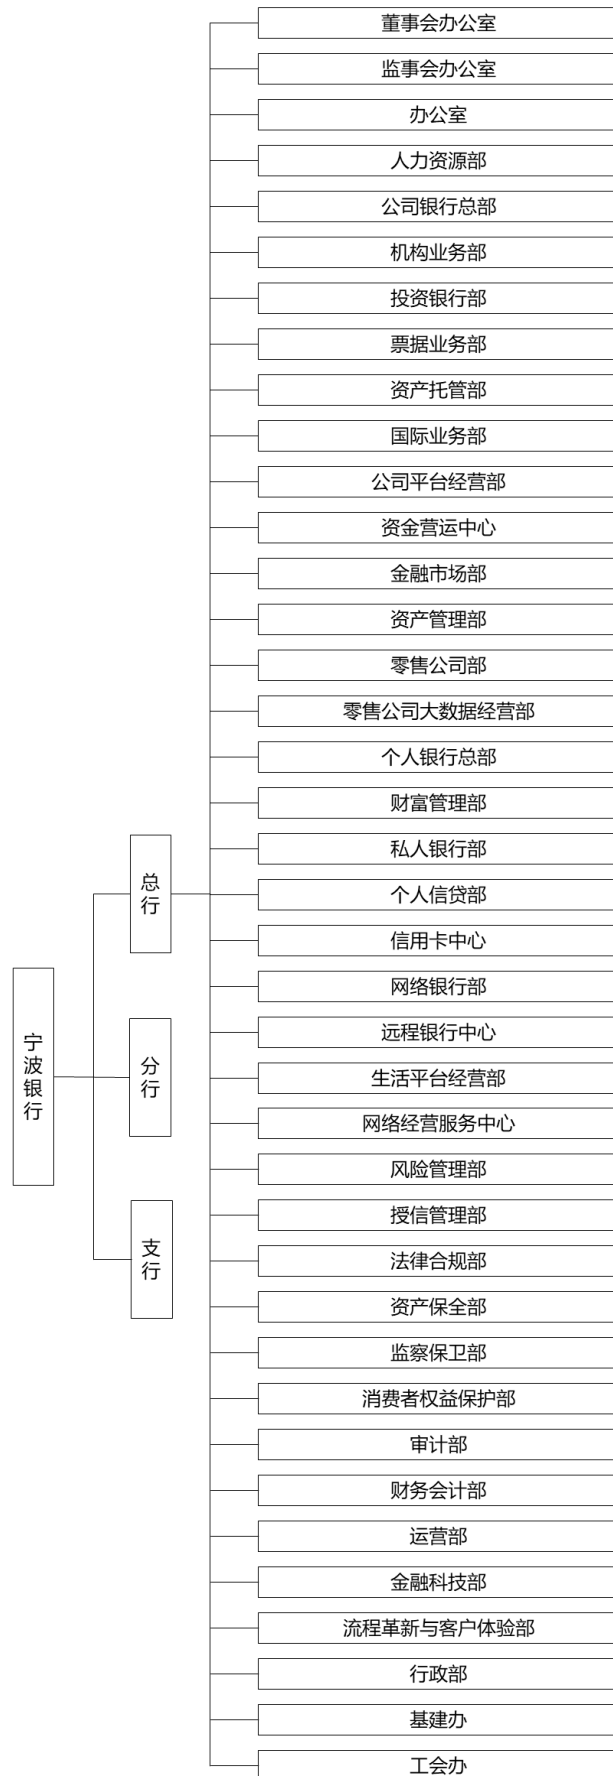 宁波银行
总行
分行
支行
董事会办公室
监事会办公室
办公室
人力资源部
公司银行总部
机构业务部
投资银行部
票据业务部
资产托管部
国际业务部
公司平台经营部
资金营运中心
金融市场部
资产管理部
零售公司部
零售公司大数据经营部
个人银行总部
财富管理部
私人银行部
个人信贷部
信用卡中心
网络银行部
远程银行中心
生活平台经营部
网络经营服务中心
风险管理部
授信管理部
法律合规部
资产保全部
监察保卫部
消费者权益保护部
审计部
财务会计部
运营部
金融科技部
流程革新与客户体验部
行政部
基建办
工会办